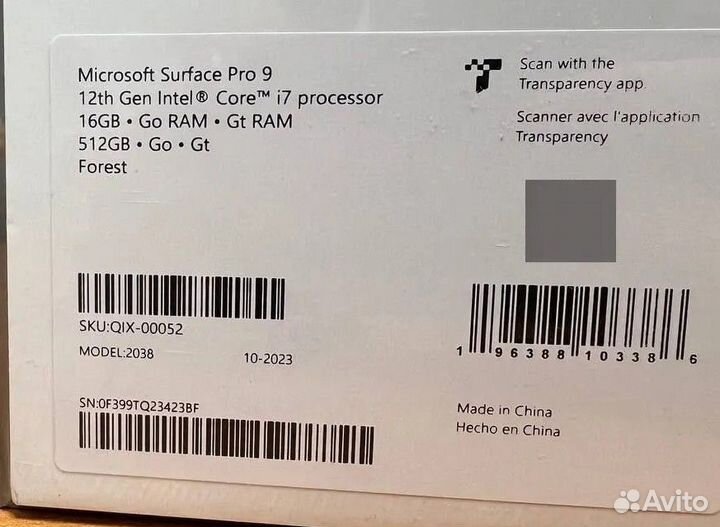 Microsoft Surface Pro 9
12th Gen Intel® Core™ i7 processor
16GB • Go RAM • Gt RAM
512GB • Go • Gt
Forest
Scan with the
Transparency app.
Scanner avec l'application
Transparency
SKU:QIX-00052
MODEL:2038 10-2023
SN:0F399TQ23423BF
1 96388 10338 6
Made in China
Hecho en China
Avito